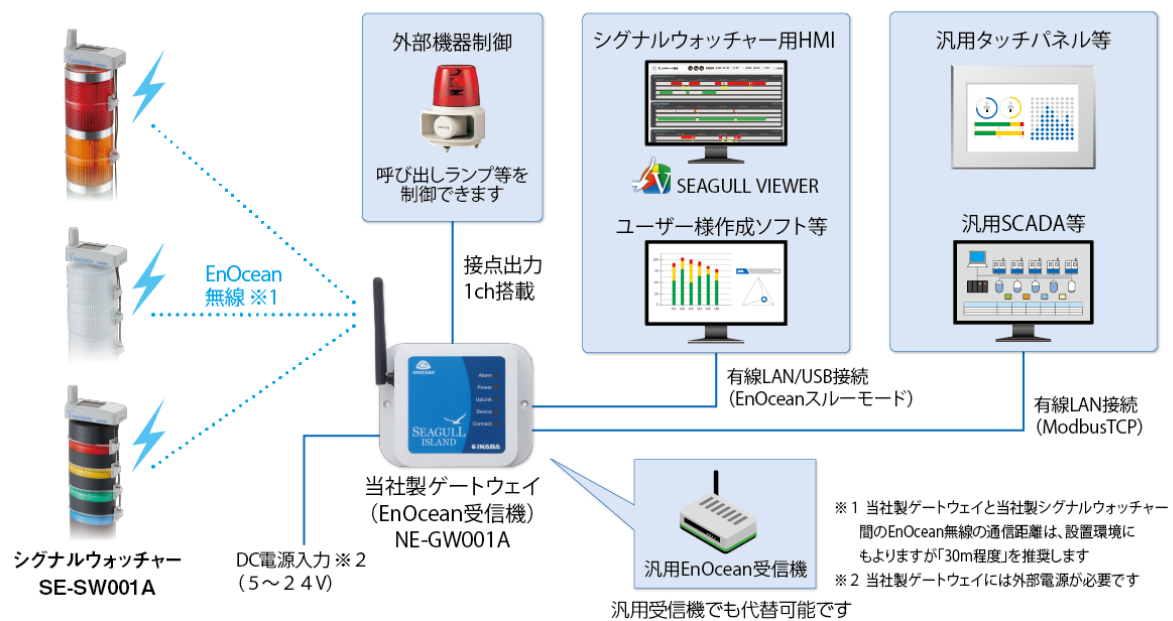 外部機器制御
呼び出しランプ等を
制御できます
シグナルウォッチャー用HMI
SEAGULL VIEWER
ユーザー様作成ソフト等
汎用タッチパネル等
汎用SCADA等
EnOcean
無線 ※1
接点出力
1ch搭載
有線LAN/USB接続
（EnOceanスルーモード）
有線LAN接続
（ModbusTCP）
enocean
Alarm
Power
UpLink
Device
Connect
SEAGULL
ISLAND
INABA
当社製ゲートウェイ
（EnOcean受信機）
NE-GW001A
シグナルウォッチャー
SE-SW001A
DC電源入力 ※2
（5～24V）
汎用EnOcean受信機
汎用受信機でも代替可能です
※1 当社製ゲートウェイと当社製シグナルウォッチャー
間のEnOcean無線の通信距離は、設置環境に
もよりますが「30m程度」を推奨します
※2 当社製ゲートウェイには外部電源が必要です